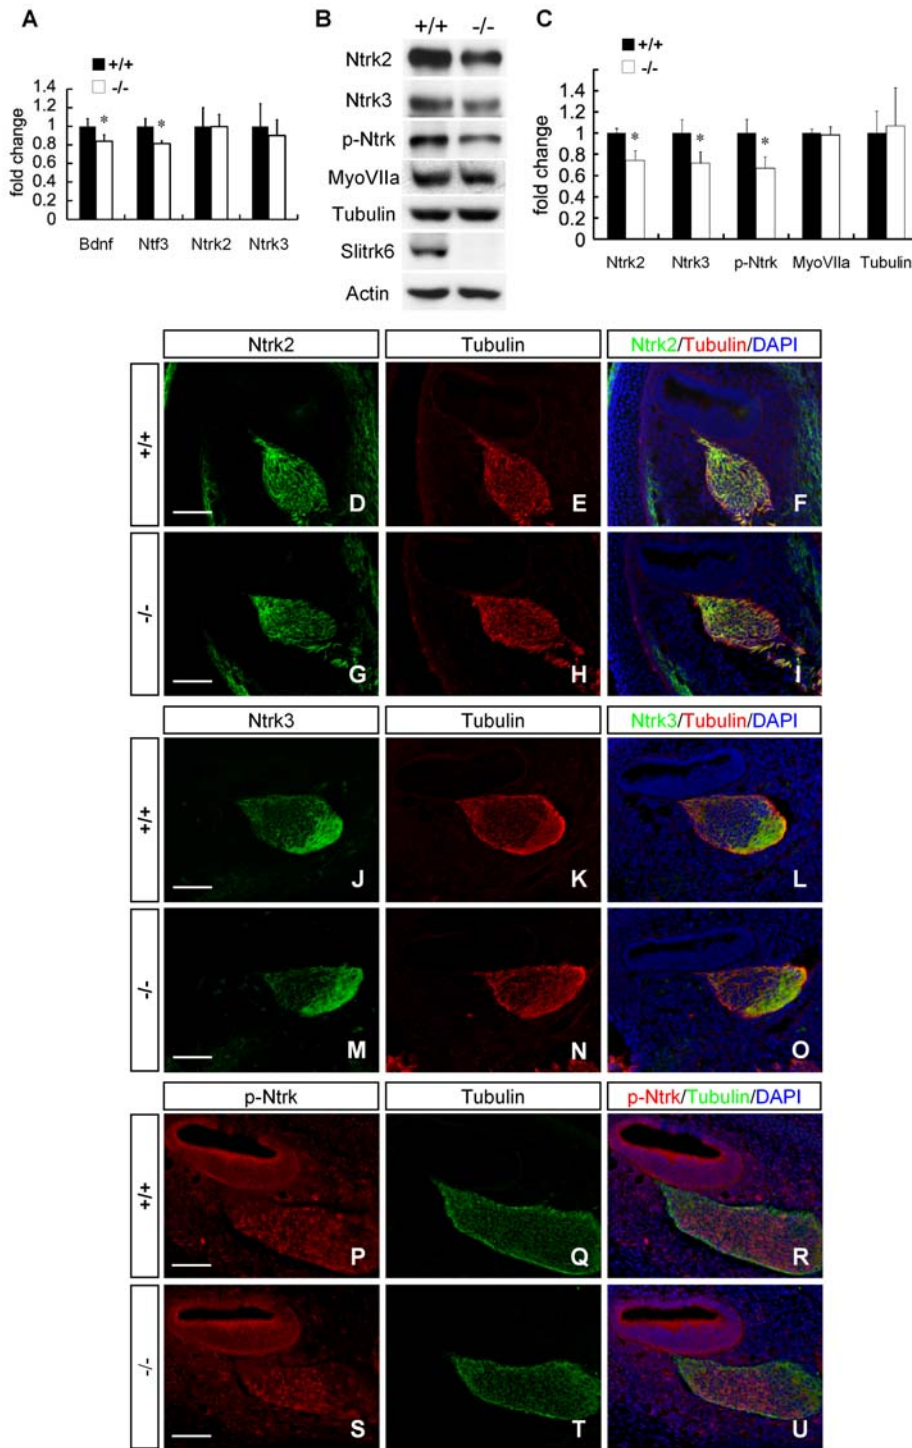 A
+/+
-/-
fold change
1.4
1.2
1
0.8
0.6
0.4
0.2
0
*
*
Bdnf
Ntf3
Ntrk2
Ntrk3
B
+/+
-/-
Ntrk2
Ntrk3
p-Ntrk
MyoVIIa
Tubulin
Slitrk6
Actin
C
+/+
-/-
fold change
1.4
1.2
1
0.8
0.6
0.4
0.2
0
*
*
*
Ntrk2
Ntrk3
p-Ntrk
MyoVIIa
Tubulin
Ntrk2
Tubulin
Ntrk2/Tubulin/DAPI
+/+
D
E
F
-/-
G
H
I
Ntrk3
Tubulin
Ntrk3/Tubulin/DAPI
+/+
J
K
L
-/-
M
N
O
p-Ntrk
Tubulin
p-Ntrk/Tubulin/DAPI
+/+
P
Q
R
-/-
S
T
U